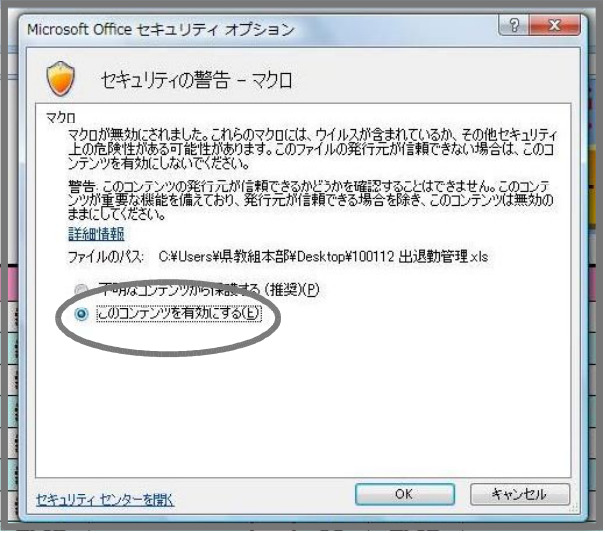 Microsoft Office セキュリティ オプション
セキュリティの警告 - マクロ
マクロ
マクロが無効にされました。これらのマクロには、ウイルスが含まれているか、その他セキュリティ
上の危険性がある可能性があります。このファイルの発行元が信頼できない場合は、このコ
ンテンツを有効にしないでください。
警告: このコンテンツの発行元が信頼できるかどうかを確認することはできません。このコンテ
ンツが重要な機能を備えており、発行元が信頼できる場合を除き、このコンテンツは無効の
ままにしてください。
詳細情報
ファイルのパス: C:¥Users¥県教組本部¥Desktop¥100112 出退勤管理.xls
不明なコンテンツから保護する (推奨)(P)
このコンテンツを有効にする(E)
セキュリティ センターを開く
OK
キャンセル